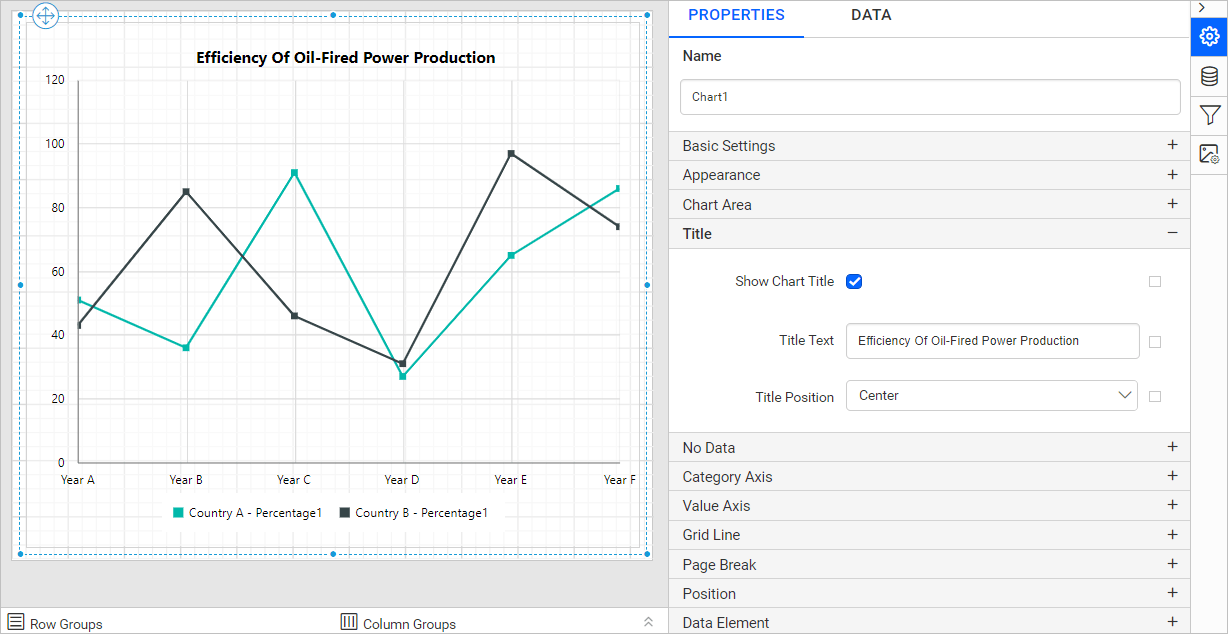 Efficiency Of Oil-Fired Power Production
120
100
80
60
40
20
0
Year A Year B Year C Year D Year E Year F
Country A - Percentage1 Country B - Percentage1
Row Groups Column Groups
PROPERTIES DATA
Name
Chart1
Basic Settings
Appearance
Chart Area
Title
Show Chart Title
Title Text Efficiency Of Oil-Fired Power Production
Title Position Center
No Data
Category Axis
Value Axis
Grid Line
Page Break
Position
Data Element